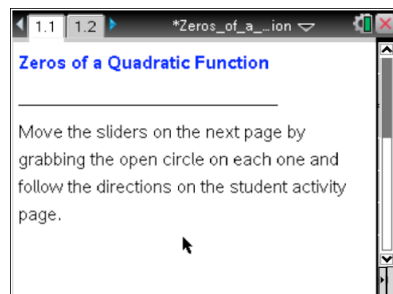 1.1 1.2 *Zeros_of_a_...ion
Zeros of a Quadratic Function
Move the sliders on the next page by
grabbing the open circle on each one and
follow the directions on the student activity
page.